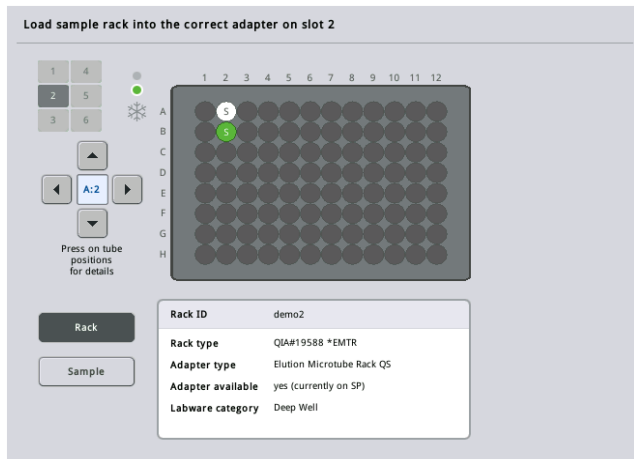 Load sample rack into the correct adapter on slot 2
1 4
2 5
3 6
1 2 3 4 5 6 7 8 9 10 11 12
A S
B S
C
D
E
F
G
H
A:2
Press on tube
positions
for details
Rack
Sample
Rack ID demo2
Rack type QIA#19588 *EMTR
Adapter type Elution Microtube Rack QS
Adapter available yes (currently on SP)
Labware category Deep Well